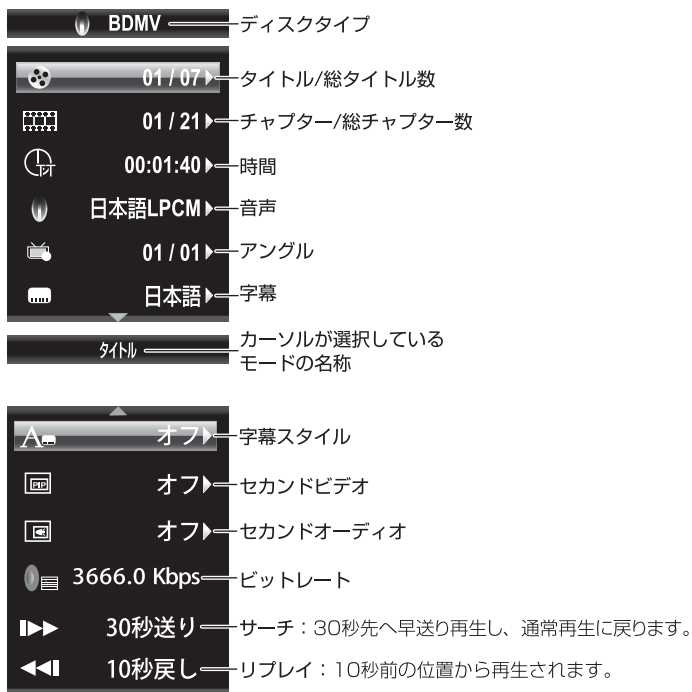 BDMV ディスクタイプ
01 / 07 タイトル/総タイトル数
01 / 21 チャプター/総チャプター数
00:01:40 時間
日本語LPCM 音声
01 / 01 アングル
日本語 字幕
タイトル カーソルが選択している
モードの名称
A オフ 字幕スタイル
PIP オフ セカンドビデオ
オフ セカンドオーディオ
3666.0 Kbps ビットレート
30秒送り サーチ：30秒先へ早送り再生し、通常再生に戻ります。
10秒戻し リプレイ：10秒前の位置から再生されます。